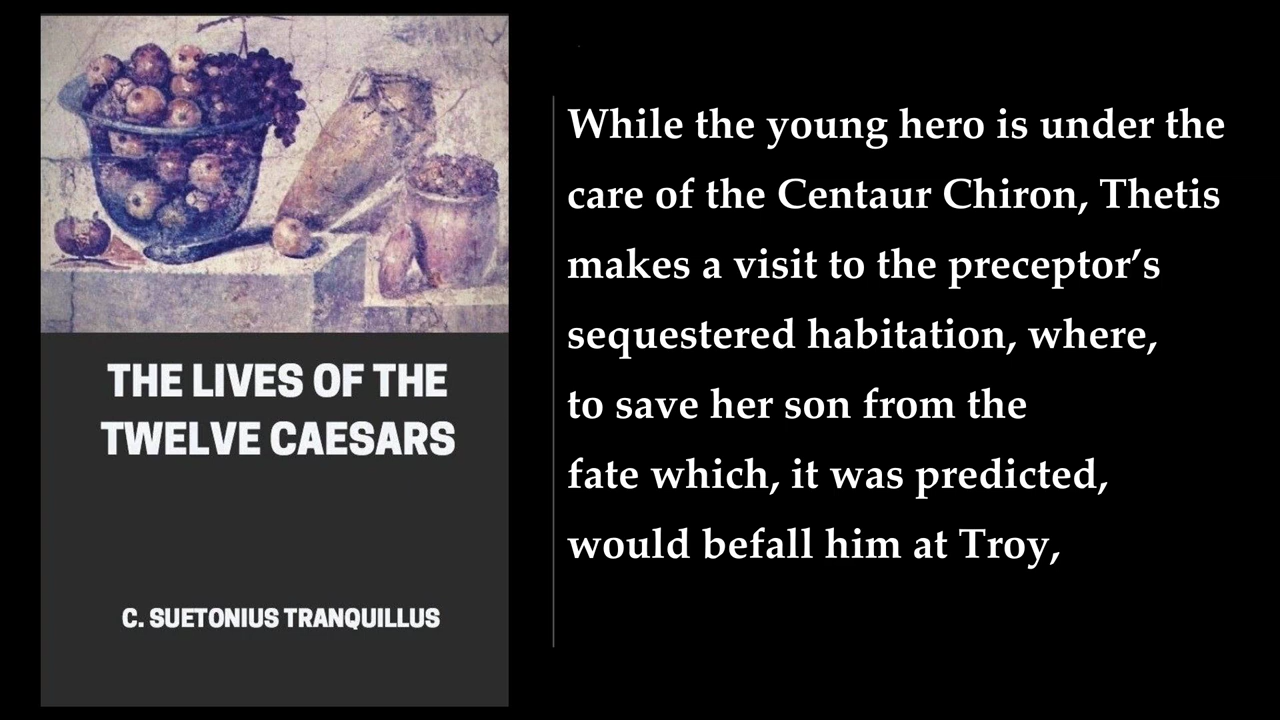 THE LIVES OF THE
TWELVE CAESARS
C. SUETONIUS TRANQUILLUS
While the young hero is under the
care of the Centaur Chiron, Thetis
makes a visit to the preceptor’s
sequestered habitation, where,
to save her son from the
fate which, it was predicted,
would befall him at Troy,